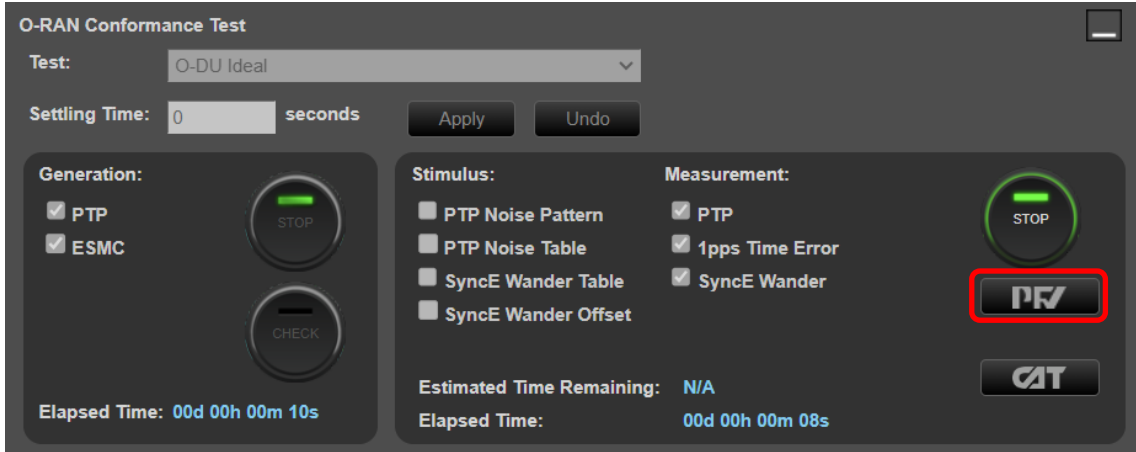 O-RAN Conformance Test
Test: O-DU Ideal
Settling Time: 0 seconds Apply Undo
Generation:
PTP
ESMC
STOP
CHECK
Elapsed Time: 00d 00h 00m 10s
Stimulus:
PTP Noise Pattern
PTP Noise Table
SyncE Wander Table
SyncE Wander Offset
Measurement:
PTP
1pps Time Error
SyncE Wander
STOP
PFV
CAT
Estimated Time Remaining: N/A
Elapsed Time: 00d 00h 00m 08s